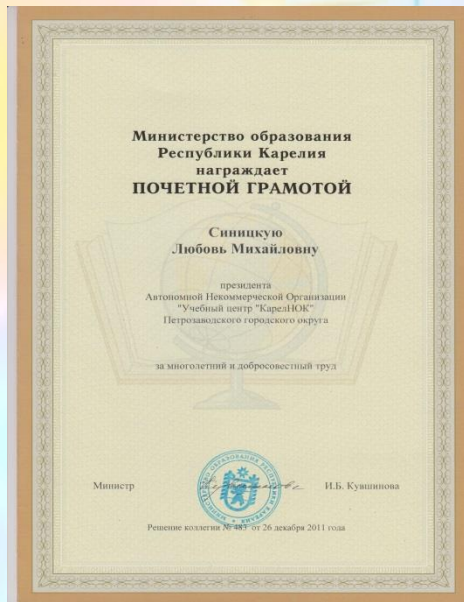 Министерство образования
Республики Карелия
награждает
ПОЧЕТНОЙ ГРАМОТОЙ
Синицкую
Любовь Михайловну
президента
Автономной Некоммерческой Организации
"Учебный центр "КарелНОК"
Петрозаводского городского округа
за многолетний и добросовестный труд
Министр И.Б. Кувшинова
Решение коллегии № 483 от 26 декабря 2011 года